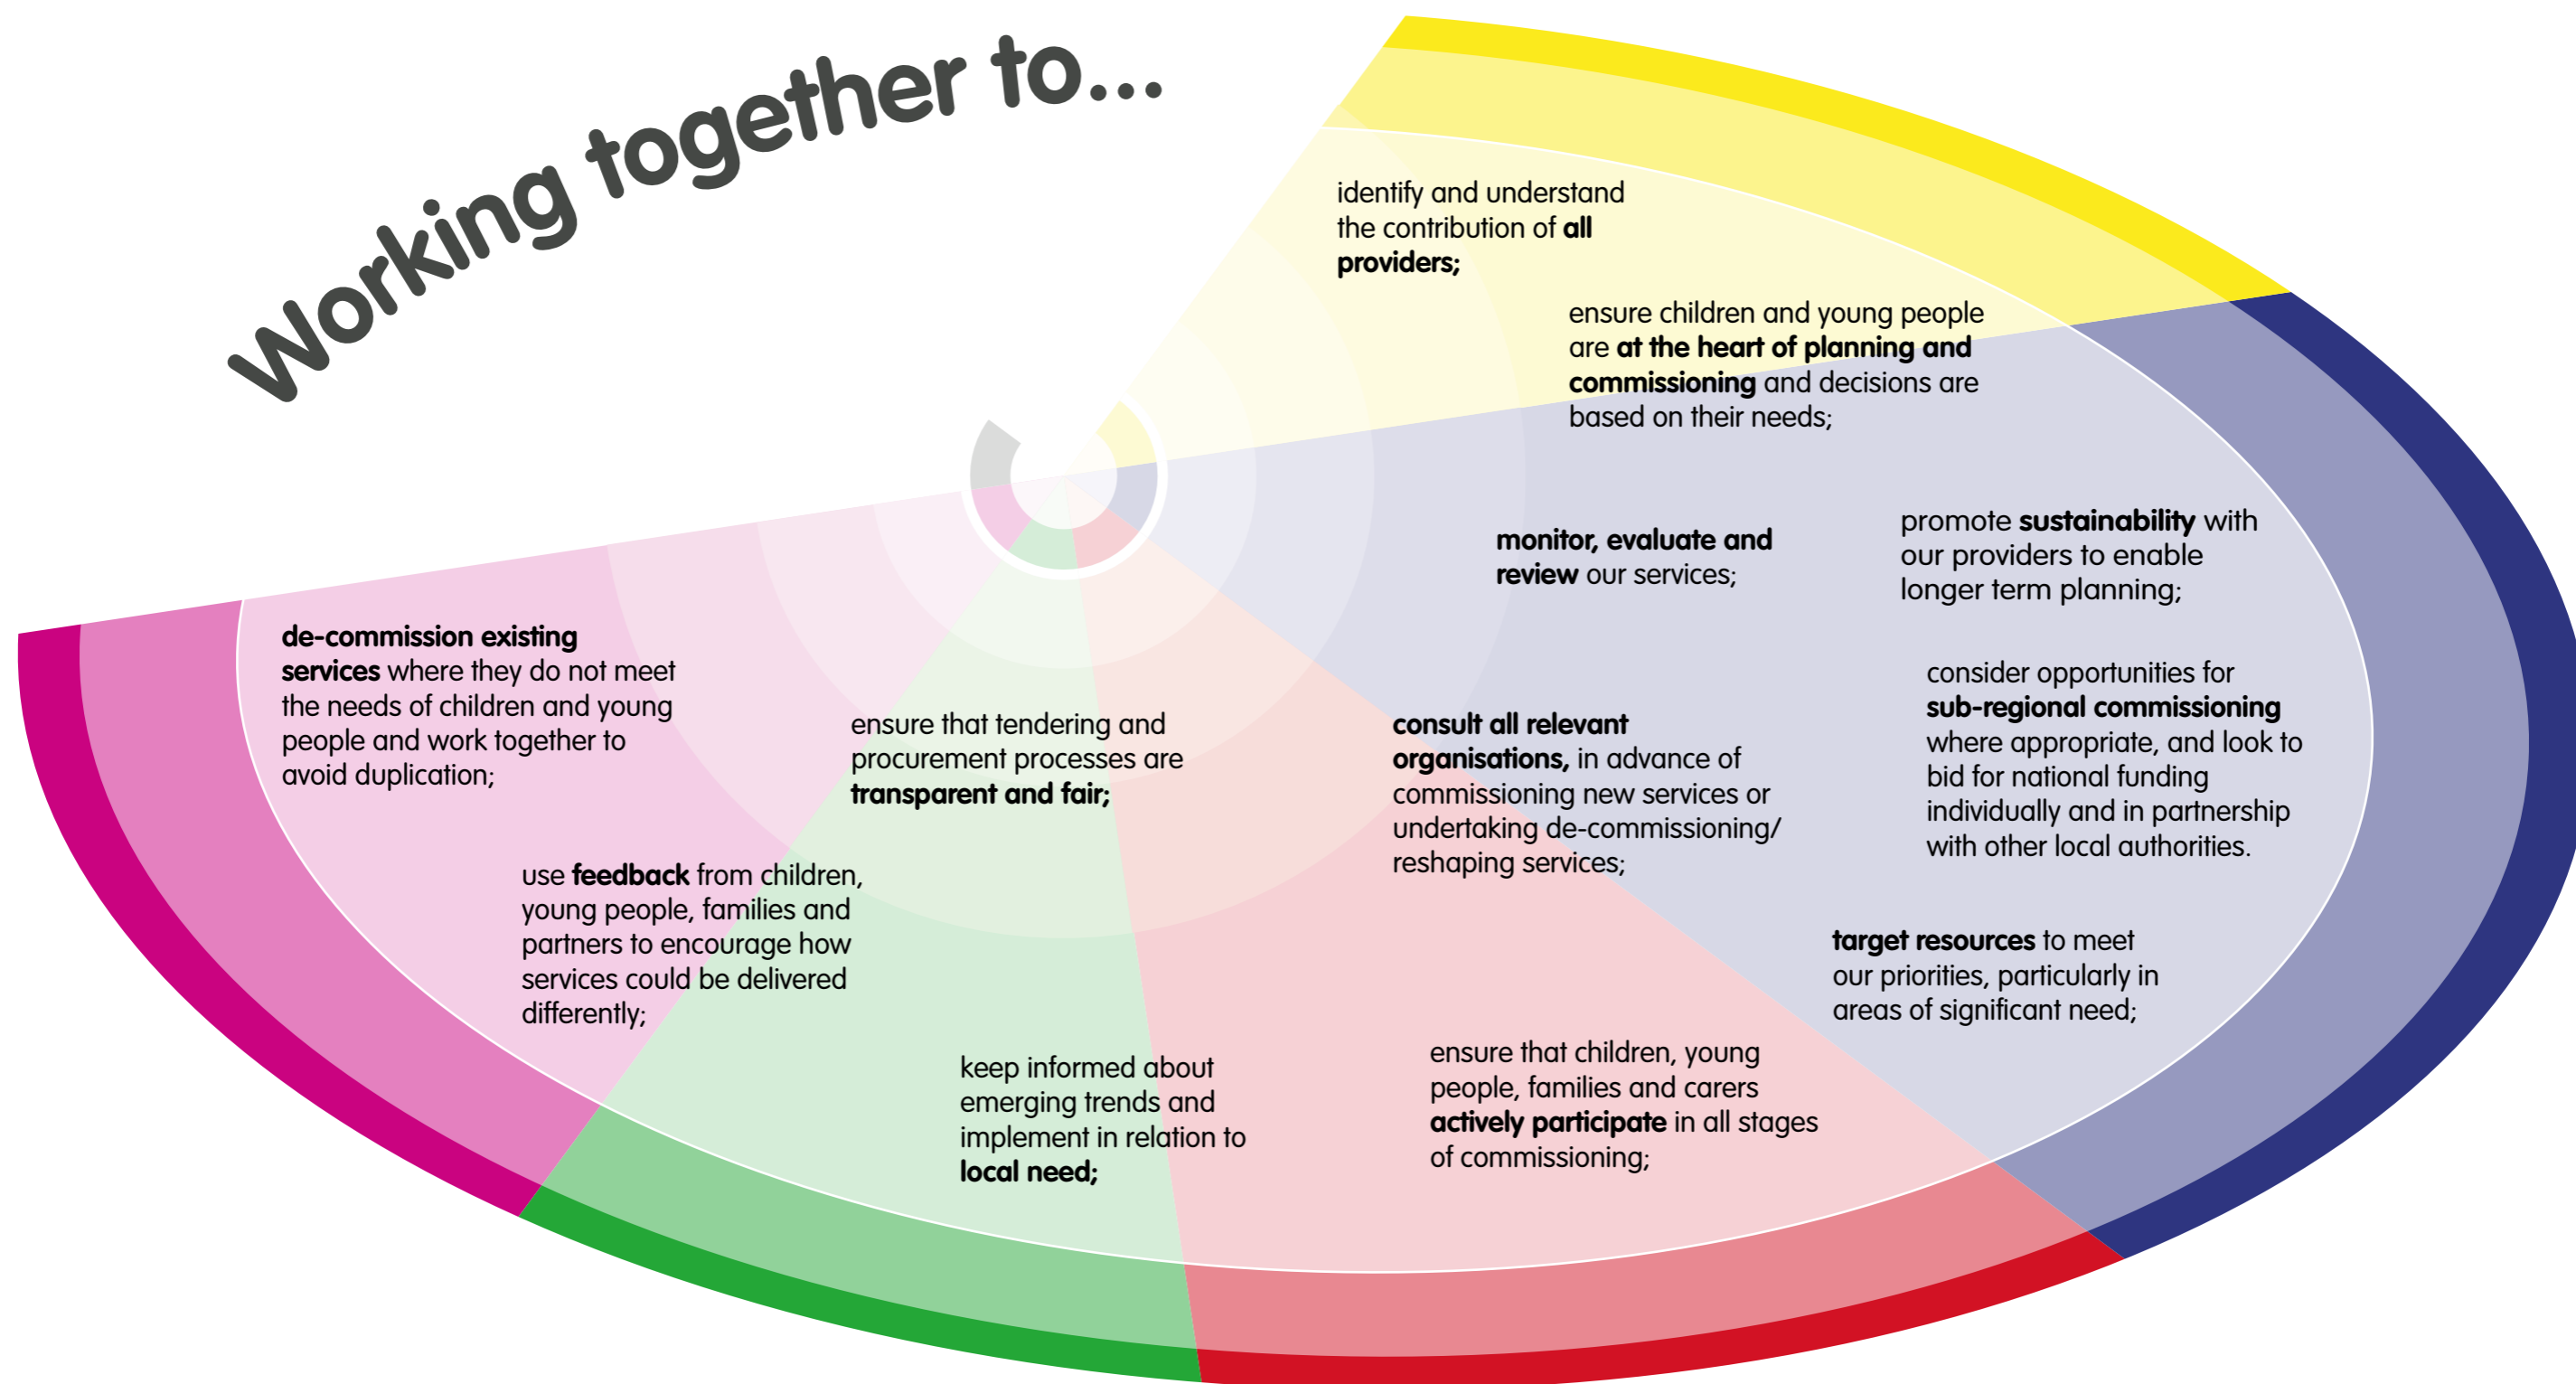 Working together to...
identify and understand
the contribution of all
providers;
ensure children and young people
are at the heart of planning and
commissioning and decisions are
based on their needs;
monitor, evaluate and
review our services;
promote sustainability with
our providers to enable
longer term planning;
consider opportunities for
sub-regional commissioning
where appropriate, and look to
bid for national funding
individually and in partnership
with other local authorities.
target resources to meet
our priorities, particularly in
areas of significant need;
consult all relevant
organisations, in advance of
commissioning new services or
undertaking de-commissioning/
reshaping services;
ensure that children, young
people, families and carers
actively participate in all stages
of commissioning;
ensure that tendering and
procurement processes are
transparent and fair;
keep informed about
emerging trends and
implement in relation to
local need;
de-commission existing
services where they do not meet
the needs of children and young
people and work together to
avoid duplication;
use feedback from children,
young people, families and
partners to encourage how
services could be delivered
differently;